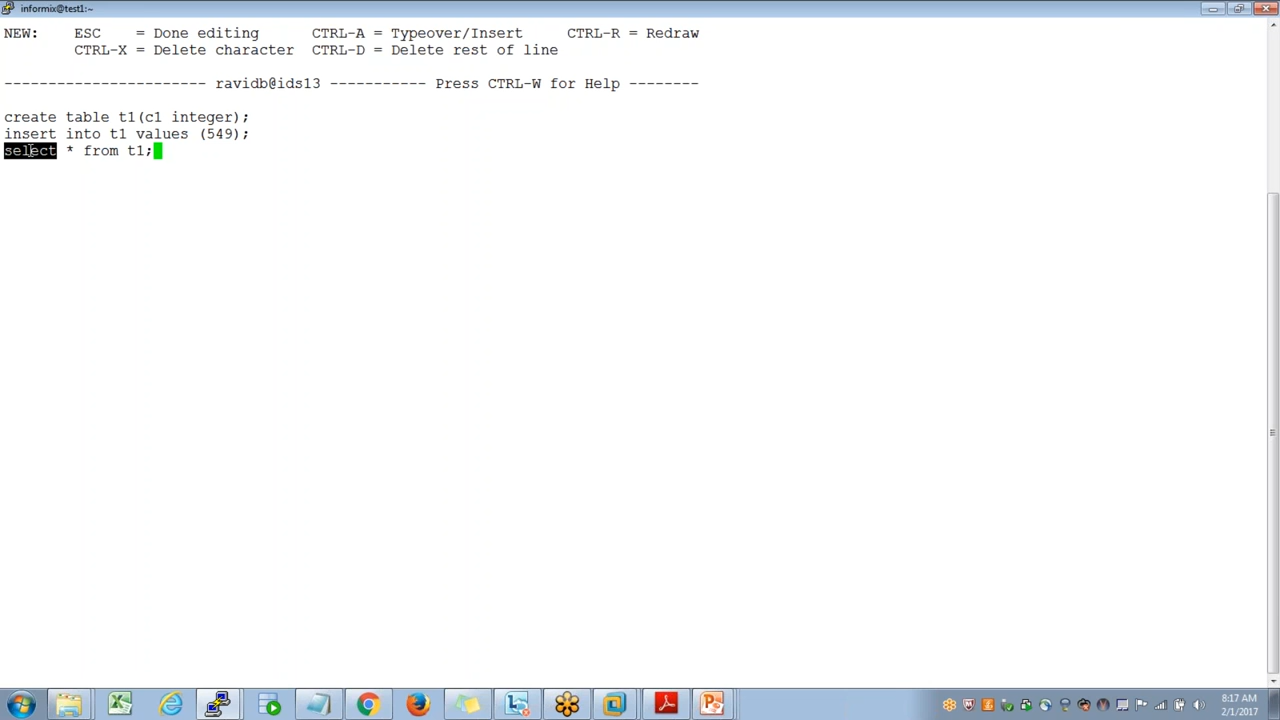 informix@test1:~
NEW:    ESC    = Done editing      CTRL-A = Typeover/Insert     CTRL-R = Redraw
        CTRL-X = Delete character  CTRL-D = Delete rest of line
----------------------- ravidb@ids13 ----------- Press CTRL-W for Help --------
create table t1(c1 integer);
insert into t1 values (549);
select * from t1;
8:17 AM
2/1/2017